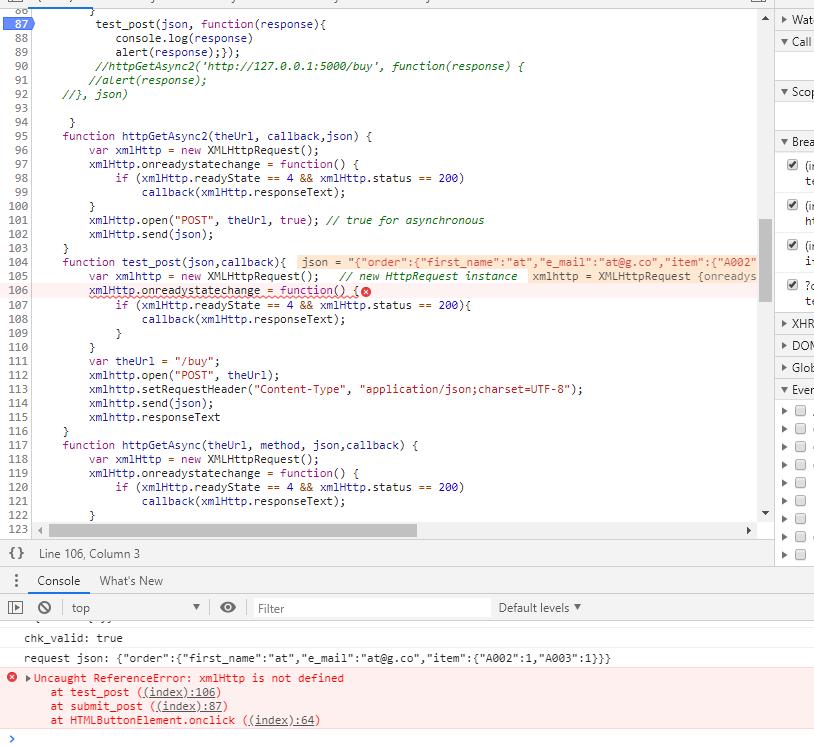 86 }
87 test_post(json, function(response){
88 console.log(response)
89 alert(response);});
90 //httpGetAsync2('http://127.0.0.1:5000/buy', function(response) {
91 //alert(response);
92 //}, json)
93
94 }
95 function httpGetAsync2(theUrl, callback,json) {
96 var xmlHttp = new XMLHttpRequest();
97 xmlHttp.onreadystatechange = function() {
98 if (xmlHttp.readyState == 4 && xmlHttp.status == 200)
99 callback(xmlHttp.responseText);
100 }
101 xmlHttp.open("POST", theUrl, true); // true for asynchronous
102 xmlHttp.send(json);
103 }
104 function test_post(json,callback){ json = "{"order":{"first_name":"at","e_mail":"at@g.co","item":{"A002"
105 var xmlhttp = new XMLHttpRequest(); // new HttpRequest instance xmlhttp = XMLHttpRequest {onreadys
106 xmlHttp.onreadystatechange = function() {
107 if (xmlHttp.readyState == 4 && xmlHttp.status == 200){
108 callback(xmlHttp.responseText);
109 }
110 }
111 var theUrl = "/buy";
112 xmlhttp.open("POST", theUrl);
113 xmlhttp.setRequestHeader("Content-Type", "application/json;charset=UTF-8");
114 xmlhttp.send(json);
115 xmlhttp.responseText
116 }
117 function httpGetAsync(theUrl, method, json,callback) {
118 var xmlHttp = new XMLHttpRequest();
119 xmlHttp.onreadystatechange = function() {
120 if (xmlHttp.readyState == 4 && xmlHttp.status == 200)
121 callback(xmlHttp.responseText);
122 }
123
Wat
Call
Scop
Brea
(i
te
(i
h
(i
it
?c
te
XHR
DOM
Glob
Even
{} Line 106, Column 3
Console What's New
top Filter Default levels
chk_valid: true
request json: {"order":{"first_name":"at","e_mail":"at@g.co","item":{"A002":1,"A003":1}}}
Uncaught ReferenceError: xmlHttp is not defined
at test_post ((index):106)
at submit_post ((index):87)
at HTMLButtonElement.onclick ((index):64)